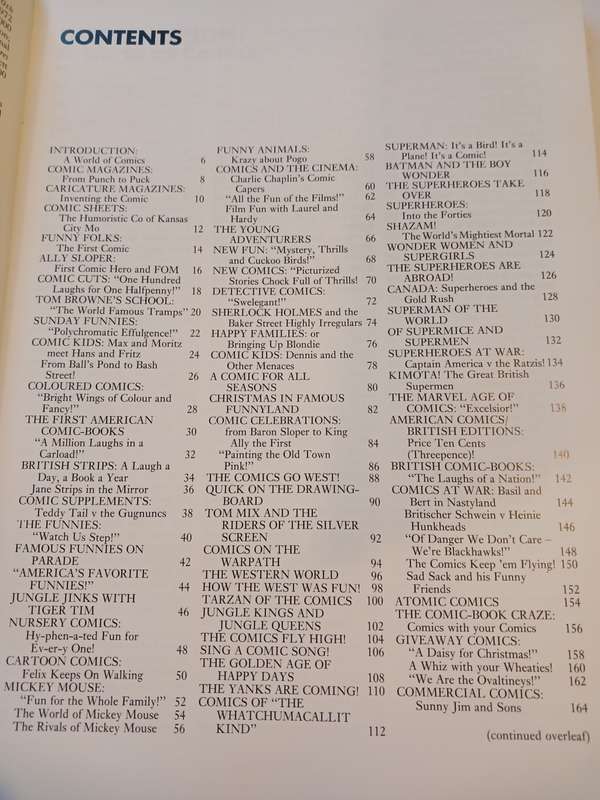 CONTENTS
INTRODUCTION:
A World of Comics 6
COMIC MAGAZINES:
From Punch to Puck 8
CARICATURE MAGAZINES:
Inventing the Comic 10
COMIC SHEETS:
The Humoristic Co of Kansas
City Mo 12
FUNNY FOLKS:
The First Comic 14
ALLY SLOPER:
First Comic Hero and FOM 16
COMIC CUTS: "One Hundred
Laughs for One Halfpenny!" 18
TOM BROWNE'S SCHOOL:
"The World Famous Tramps" 20
SUNDAY FUNNIES:
"Polychromatic Effulgence!" 22
COMIC KIDS: Max and Moritz
meet Hans and Fritz 24
From Ball's Pond to Bash
Street! 26
COLOURED COMICS:
"Bright Wings of Colour and
Fancy!" 28
THE FIRST AMERICAN
COMIC-BOOKS 30
"A Million Laughs in a
Carload!" 32
BRITISH STRIPS: A Laugh a
Day, a Book a Year 34
Jane Strips in the Mirror 36
COMIC SUPPLEMENTS:
Teddy Tail v the Gugnuncs 38
THE FUNNIES:
"Watch Us Step!" 40
FAMOUS FUNNIES ON
PARADE 42
"AMERICA'S FAVORITE
FUNNIES!" 44
JUNGLE JINKS WITH
TIGER TIM 46
NURSERY COMICS:
Hy-phen-a-ted Fun for
Ev-er-y One! 48
CARTOON COMICS:
Felix Keeps On Walking 50
MICKEY MOUSE:
"Fun for the Whole Family!" 52
The World of Mickey Mouse 54
The Rivals of Mickey Mouse 56
FUNNY ANIMALS:
Krazy about Pogo 58
COMICS AND THE CINEMA:
Charlie Chaplin's Comic
Capers 60
"All the Fun of the Films!" 62
Film Fun with Laurel and
Hardy 64
THE YOUNG
ADVENTURERS 66
NEW FUN: "Mystery, Thrills
and Cuckoo Birds!" 68
NEW COMICS: "Picturized
Stories Chock Full of Thrills! 70
DETECTIVE COMICS:
"Swelegant!" 72
SHERLOCK HOLMES and the
Baker Street Highly Irregulars 74
HAPPY FAMILIES: or
Bringing Up Blondie 76
COMIC KIDS: Dennis and the
Other Menaces 78
A COMIC FOR ALL
SEASONS 80
CHRISTMAS IN FAMOUS
FUNNYLAND 82
COMIC CELEBRATIONS:
from Baron Sloper to King
Ally the First 84
"Painting the Old Town
Pink!" 86
THE COMICS GO WEST! 88
QUICK ON THE DRAWING-
BOARD 90
TOM MIX AND THE
RIDERS OF THE SILVER
SCREEN 92
COMICS ON THE
WARPATH 94
THE WESTERN WORLD 96
HOW THE WEST WAS FUN! 98
TARZAN OF THE COMICS 100
JUNGLE KINGS AND
JUNGLE QUEENS 102
THE COMICS FLY HIGH! 104
SING A COMIC SONG! 106
THE GOLDEN AGE OF
HAPPY DAYS 108
THE YANKS ARE COMING! 110
COMICS OF "THE
WHATCHUMACALLIT
KIND" 112
SUPERMAN: It's a Bird! It's a
Plane! It's a Comic! 114
BATMAN AND THE BOY
WONDER 116
THE SUPERHEROES TAKE
OVER 118
SUPERHEROES:
Into the Forties 120
SHAZAM!
The World's Mightiest Mortal 122
WONDER WOMEN AND
SUPERGIRLS 124
THE SUPERHEROES ARE
ABROAD! 126
CANADA: Superheroes and the
Gold Rush 128
SUPERMAN OF THE
WORLD 130
OF SUPERMICE AND
SUPERMEN 132
SUPERHEROES AT WAR:
Captain America v the Ratzis! 134
KIMOTA! The Great British
Supermen 136
THE MARVEL AGE OF
COMICS: "Excelsior!" 138
AMERICAN COMICS/
BRITISH EDITIONS:
Price Ten Cents
(Threepence)! 140
BRITISH COMIC-BOOKS:
"The Laughs of a Nation!" 142
COMICS AT WAR: Basil and
Bert in Nastyland 144
Britischer Schwein v Heinie
Hunkheads 146
"Of Danger We Don't Care –
We're Blackhawks!" 148
The Comics Keep 'em Flying! 150
Sad Sack and his Funny
Friends 152
ATOMIC COMICS 154
THE COMIC-BOOK CRAZE:
Comics with your Comics 156
GIVEAWAY COMICS:
"A Daisy for Christmas!" 158
A Whiz with your Wheaties! 160
"We Are the Ovaltineys!" 162
COMMERCIAL COMICS:
Sunny Jim and Sons 164
(continued overleaf)